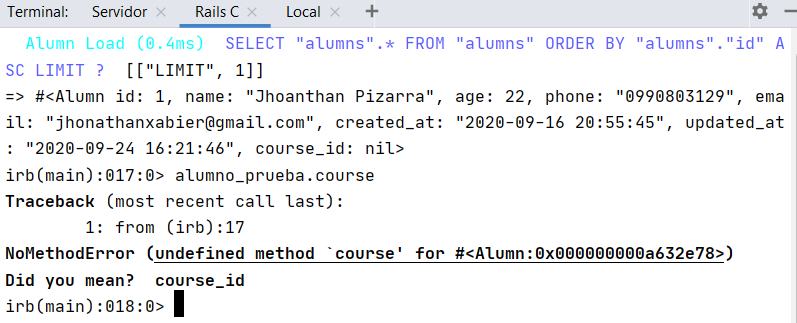 Terminal: Servidor × Rails C × Local × +
Alumn Load (0.4ms)  SELECT "alumns".* FROM "alumns" ORDER BY "alumns"."id" A
SC LIMIT ?  [["LIMIT", 1]]
=> #<Alumn id: 1, name: "Jhoanthan Pizarra", age: 22, phone: "0990803129", ema
il: "jhonathanxabier@gmail.com", created_at: "2020-09-16 20:55:45", updated_at
: "2020-09-24 16:21:46", course_id: nil>
irb(main):017:0> alumno_prueba.course
Traceback (most recent call last):
        1: from (irb):17
NoMethodError (undefined method `course' for #<Alumn:0x000000000a632e78>)
Did you mean?  course_id
irb(main):018:0>